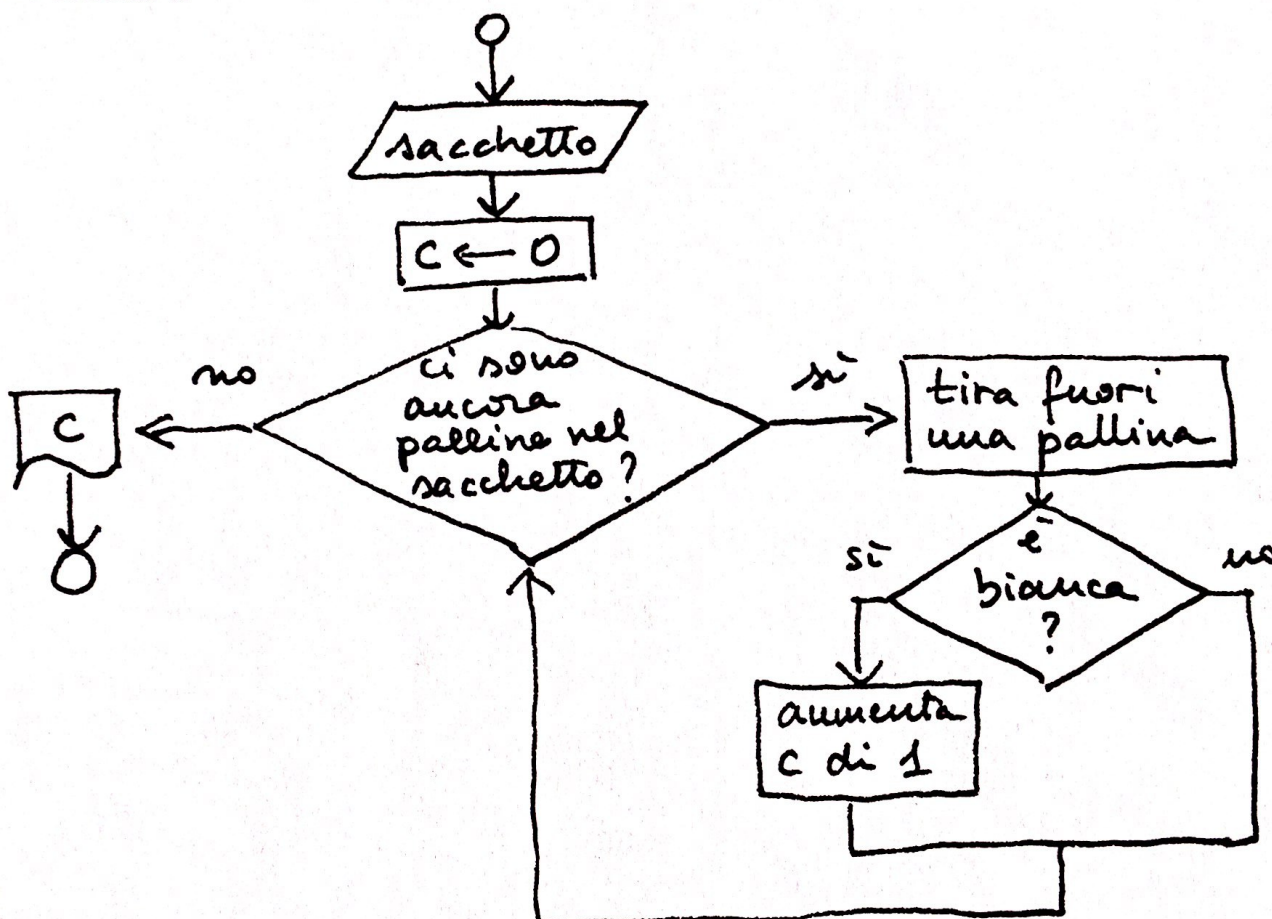 sacchetto
C ← 0
ci sono
ancora
palline nel
sacchetto?
no
sì
C
tira fuori
una pallina
è
bianca
?
sì
no
aumenta
C di 1